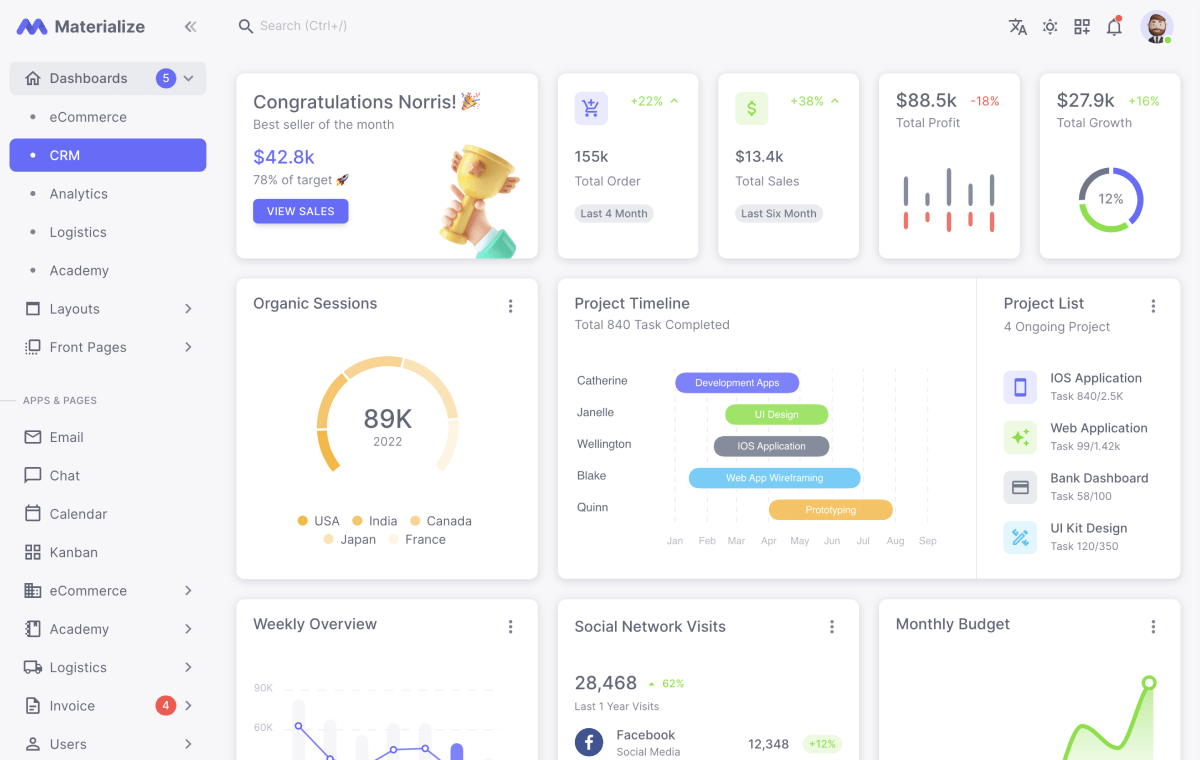 Materialize
Search (Ctrl+/)
Dashboards 5
eCommerce
CRM
Analytics
Logistics
Academy
Layouts
Front Pages
APPS & PAGES
Email
Chat
Calendar
Kanban
eCommerce
Academy
Logistics
Invoice 4
Users
Congratulations Norris! 🎉
Best seller of the month
$42.8k
78% of target 🚀
VIEW SALES
+22%
155k
Total Order
Last 4 Month
$
+38%
$13.4k
Total Sales
Last Six Month
$88.5k -18%
Total Profit
$27.9k +16%
Total Growth
12%
Organic Sessions
89K
2022
USA India Canada
Japan France
Project Timeline
Total 840 Task Completed
Catherine Development Apps
Janelle UI Design
Wellington IOS Application
Blake Web App Wireframing
Quinn Prototyping
Jan Feb Mar Apr May Jun Jul Aug Sep
Project List
4 Ongoing Project
IOS Application
Task 840/2.5K
Web Application
Task 99/1.42k
Bank Dashboard
Task 58/100
UI Kit Design
Task 120/350
Weekly Overview
90K
60K
Social Network Visits
28,468 62%
Last 1 Year Visits
Facebook
Social Media
12,348 +12%
Monthly Budget